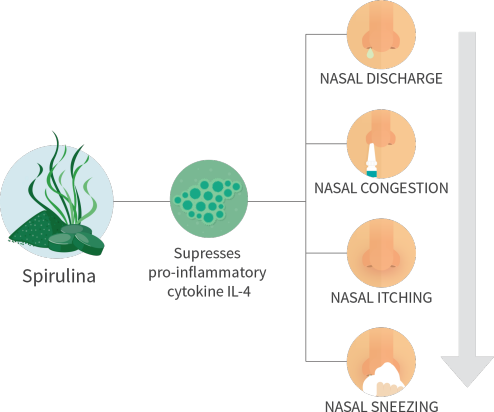 NASAL DISCHARGE
NASAL CONGESTION
Spirulina
Supresses
pro-inflammatory
cytokine IL-4
NASAL ITCHING
NASAL SNEEZING